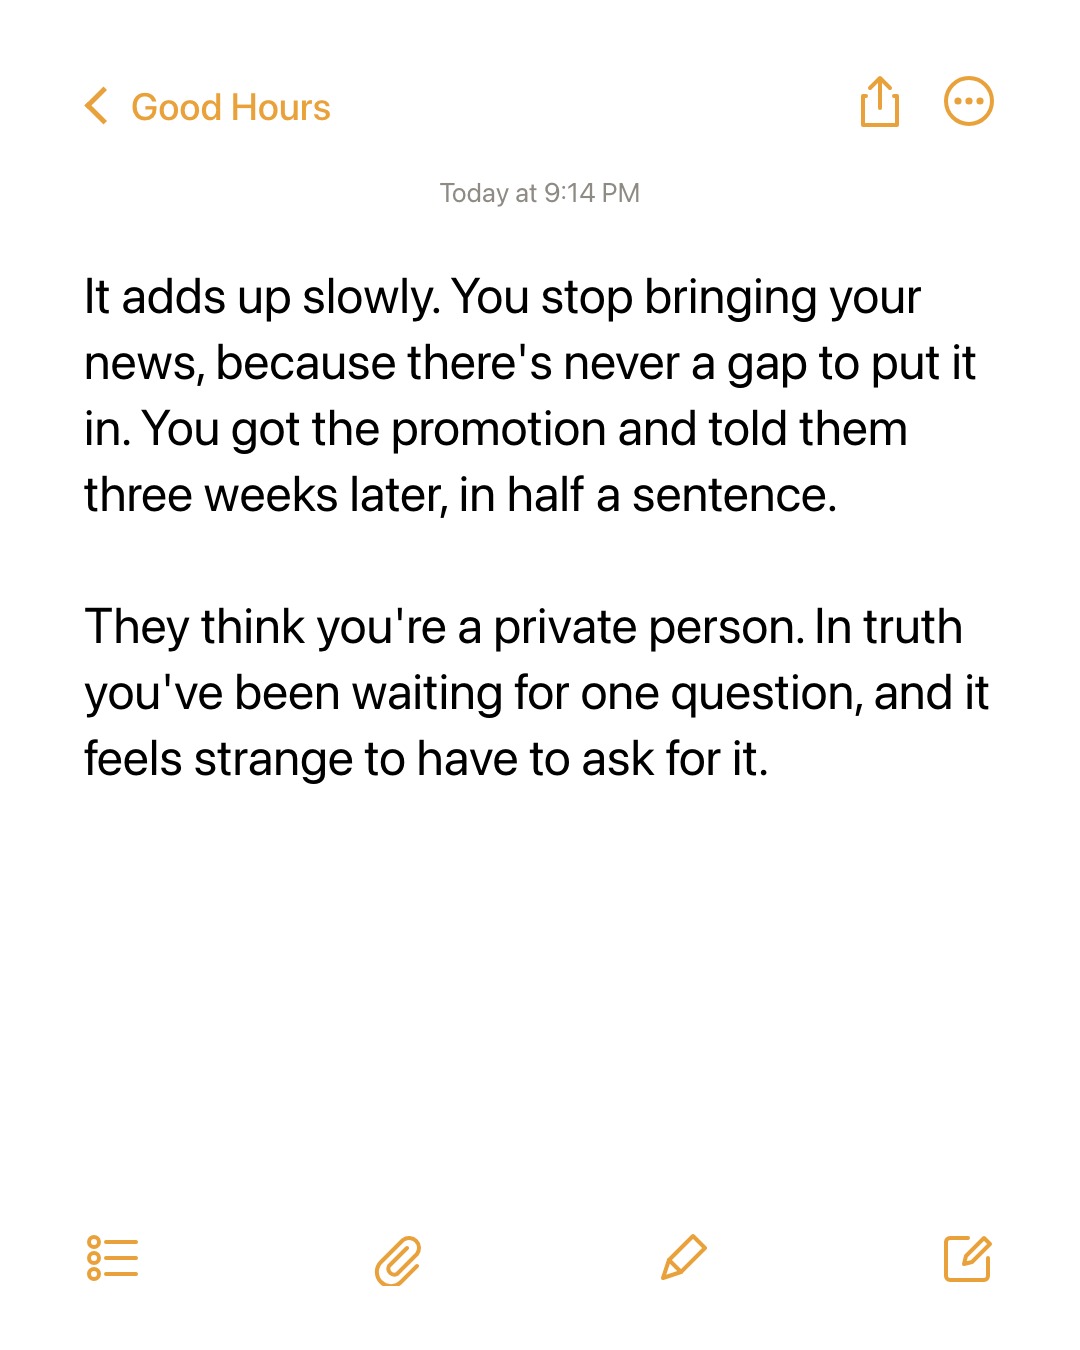 Good Hours
Today at 9:14 PM
It adds up slowly. You stop bringing your
news, because there's never a gap to put it
in. You got the promotion and told them
three weeks later, in half a sentence.
They think you're a private person. In truth
you've been waiting for one question, and it
feels strange to have to ask for it.